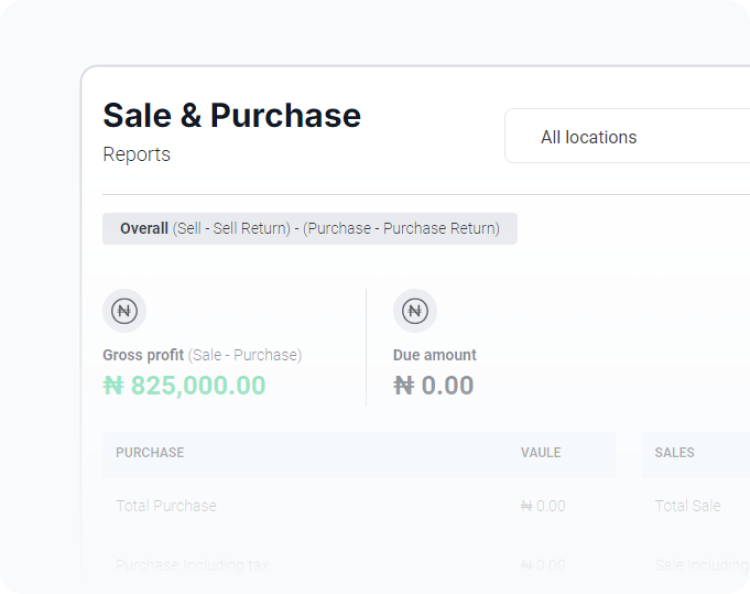 Sale & Purchase
Reports
All locations
Overall (Sell - Sell Return) - (Purchase - Purchase Return)
₦
₦
Gross profit (Sale - Purchase)
Due amount
₦ 825,000.00
₦ 0.00
PURCHASE VAULE SALES
Total Purchase ₦ 0.00 Total Sale
Purchase Including tax ₦ 0.00 Sale Including